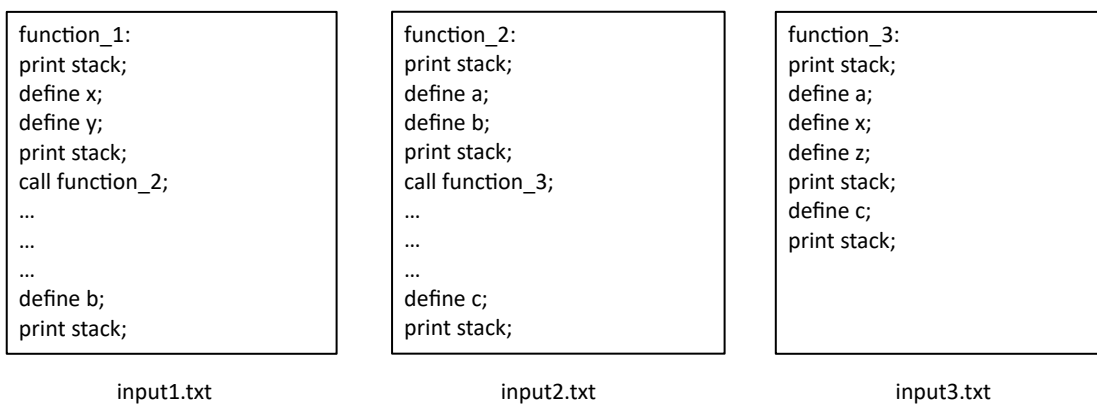 function_1:
print stack;
define x;
define y;
print stack;
call function_2;
...
...
...
define b;
print stack;
input1.txt
function_2:
print stack;
define a;
define b;
print stack;
call function_3;
...
...
...
define c;
print stack;
input2.txt
function_3:
print stack;
define a;
define x;
define z;
print stack;
define c;
print stack;
input3.txt